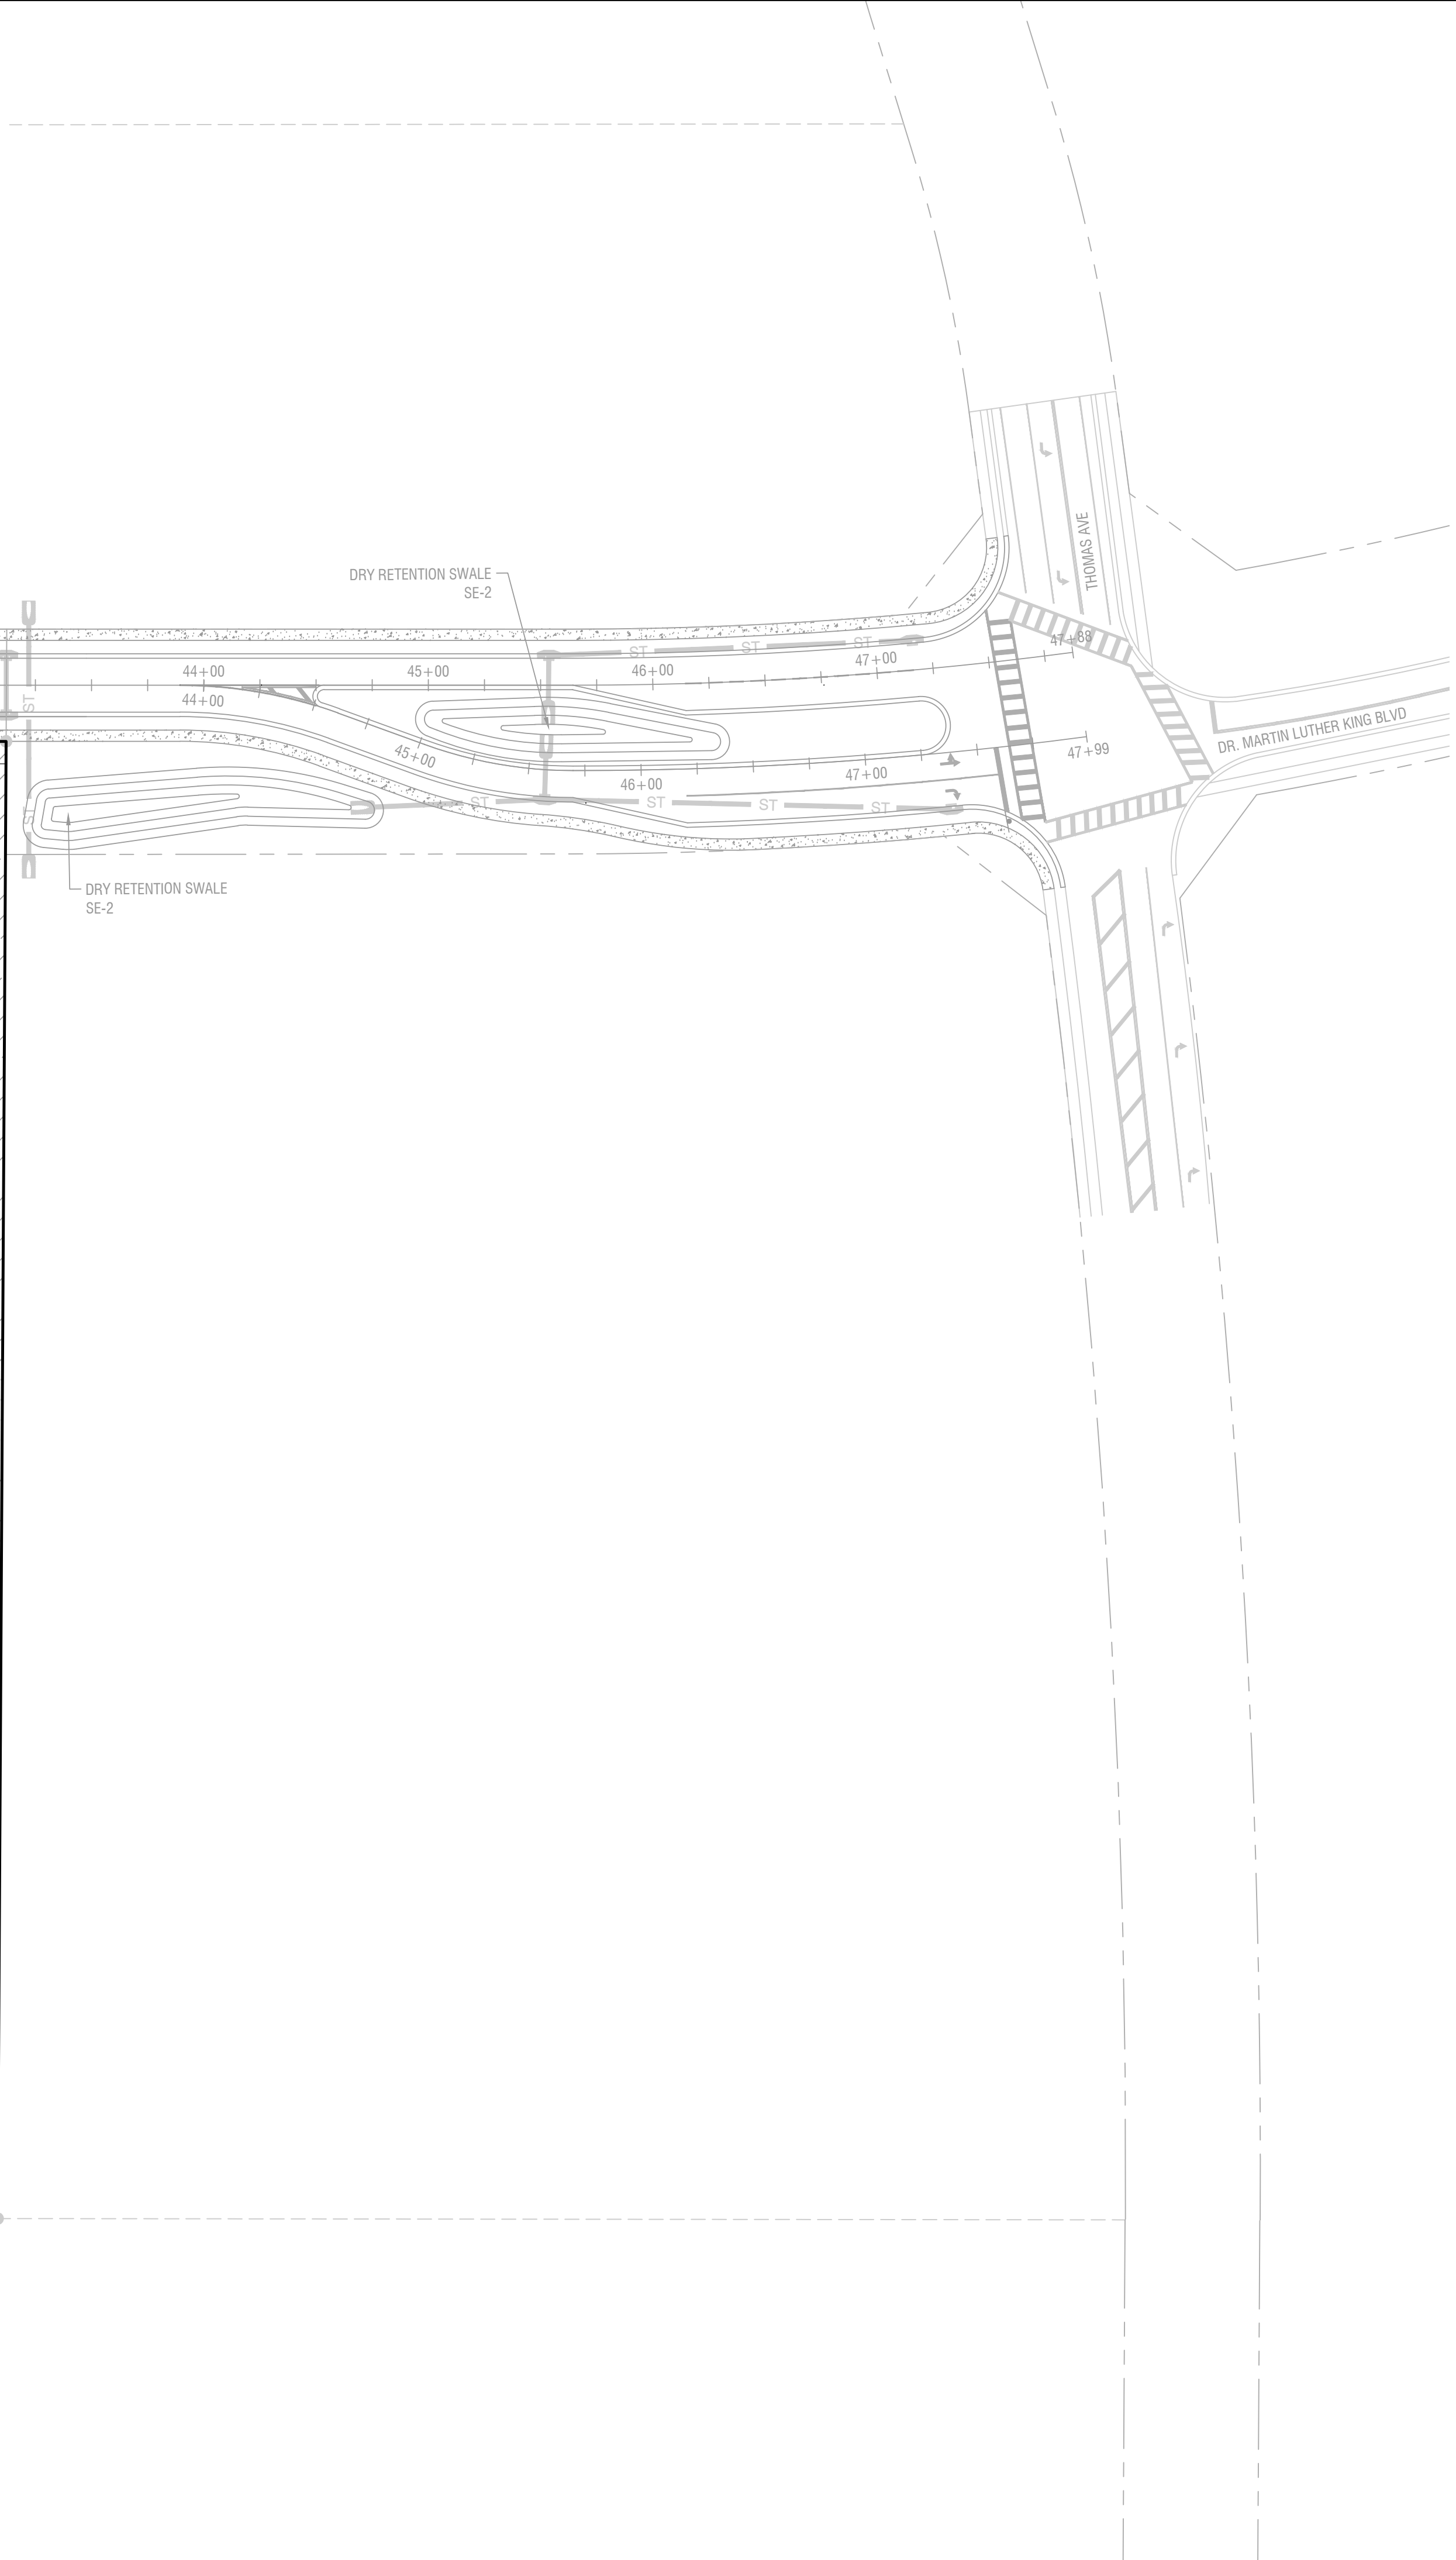 THOMAS AVE
DRY RETENTION SWALE
SE-2
47+88
ST
ST
ST
44+00
45+00
46+00
47+00
ST
44+00
DR. MARTIN LUTHER KING BLVD
45+00
47+99
46+00
47+00
ST
ST
ST
ST
ST
DRY RETENTION SWALE
SE-2